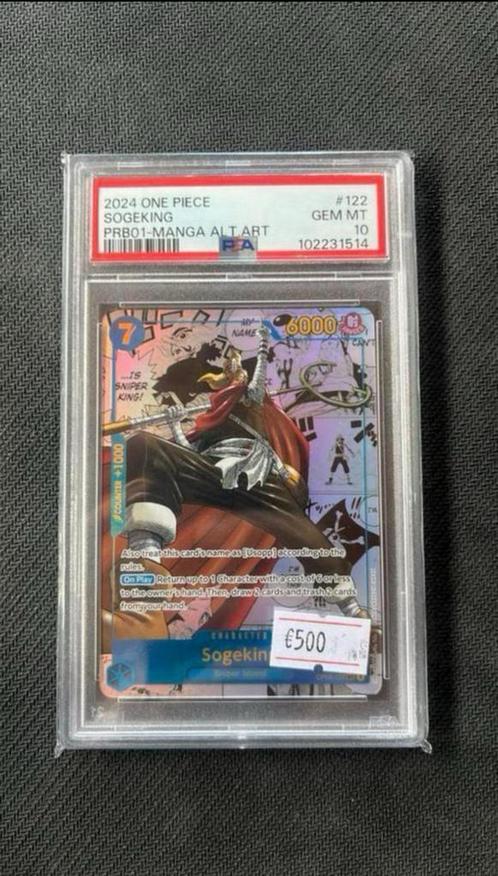 2024 ONE PIECE #122
SOGEKING GEM MT
PRB01-MANGA ALT ART 10
PSA 102231514
7
MY NAME
6000
...IS SNIPER KING!
COUNTER +1000
Also treat this card's name as [Usopp] according to the
rules.
On Play Return up to 1 Character with a cost of 6 or less
to the owner's hand. Then, draw 2 cards and trash 2 cards
from your hand.
CHARACTER
€500
Sogekin
Sniper Island